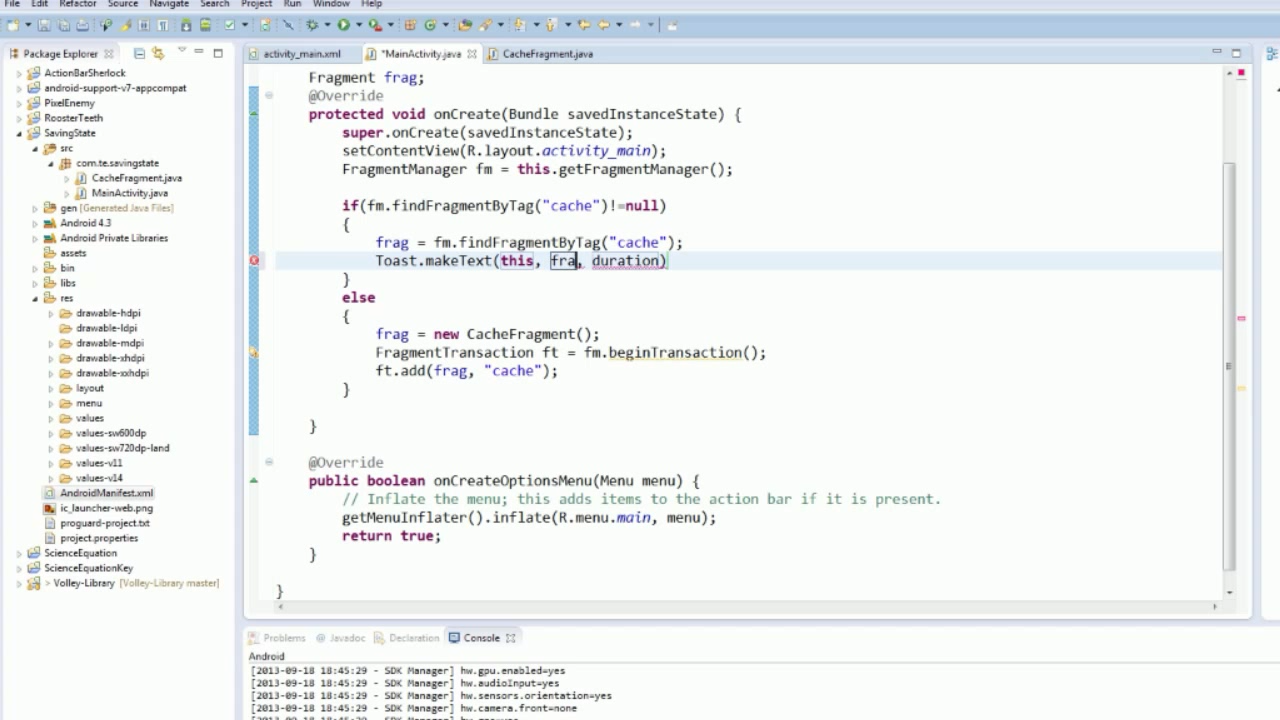 File Edit Refactor Source Navigate Search Project Run Window Help
Package Explorer
activity_main.xml
*MainActivity.java
CacheFragment.java
ActionBarSherlock
android-support-v7-appcompat
PixelEnemy
RoosterTeeth
SavingState
src
com.te.savingstate
CacheFragment.java
MainActivity.java
gen [Generated Java Files]
Android 4.3
Android Private Libraries
assets
bin
libs
res
drawable-hdpi
drawable-ldpi
drawable-mdpi
drawable-xhdpi
drawable-xxhdpi
layout
menu
values
values-sw600dp
values-sw720dp-land
values-v11
values-v14
AndroidManifest.xml
ic_launcher-web.png
proguard-project.txt
project.properties
ScienceEquation
ScienceEquationKey
> Volley-Library [Volley-Library master]
Fragment frag;
@Override
protected void onCreate(Bundle savedInstanceState) {
super.onCreate(savedInstanceState);
setContentView(R.layout.activity_main);
FragmentManager fm = this.getFragmentManager();
if(fm.findFragmentByTag("cache")!=null)
{
frag = fm.findFragmentByTag("cache");
Toast.makeText(this, fra, duration)
}
else
{
frag = new CacheFragment();
FragmentTransaction ft = fm.beginTransaction();
ft.add(frag, "cache");
}
}
@Override
public boolean onCreateOptionsMenu(Menu menu) {
// Inflate the menu; this adds items to the action bar if it is present.
getMenuInflater().inflate(R.menu.main, menu);
return true;
}
}
Problems @ Javadoc Declaration Console
Android
[2013-09-18 18:45:29 - SDK Manager] hw.gpu.enabled=yes
[2013-09-18 18:45:29 - SDK Manager] hw.audioInput=yes
[2013-09-18 18:45:29 - SDK Manager] hw.sensors.orientation=yes
[2013-09-18 18:45:29 - SDK Manager] hw.camera.front=none